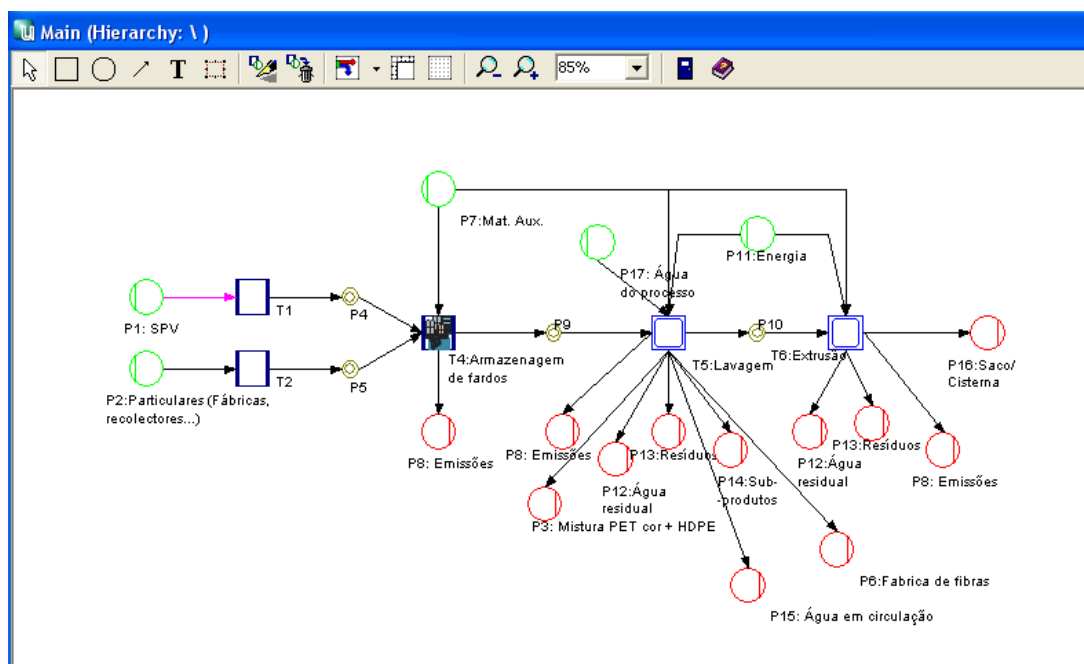 Main (Hierarchy: \ )
T
85%
P7:Mat. Aux.
P17: Água
do processo
P11:Energia
P1: SPV
T1
P4
P9
P10
T4:Armazenagem
de fardos
T5:Lavagem
T6:Extrusão
P16:Saco/
Cisterna
T2
P5
P2:Particulares (Fábricas,
recolectores...)
P8: Emissões
P8: Emissões
P13:Resíduos
P12:Água
residual
P14:Sub-
-produtos
P3: Mistura PET cor + HDPE
P13:Resíduos
P12:Água
residual
P8: Emissões
P6:Fabrica de fibras
P15: Água em circulação